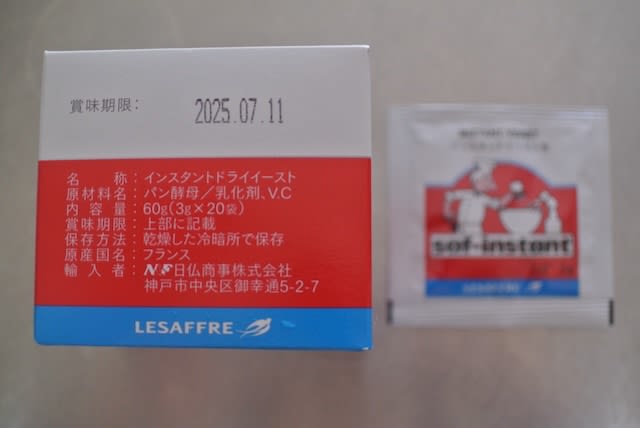 賞味期限: 2025.07.11
名称:インスタントドライイースト
原材料名:パン酵母/乳化剤、V.C
内容量:60g(3g×20袋)
賞味期限:上部に記載
保存方法:乾燥した冷暗所で保存
原産国名:フランス
輸入者:NF日仏商事株式会社
神戸市中央区御幸通5-2-7
LESAFFRE
saf-instant
LESAFFRE